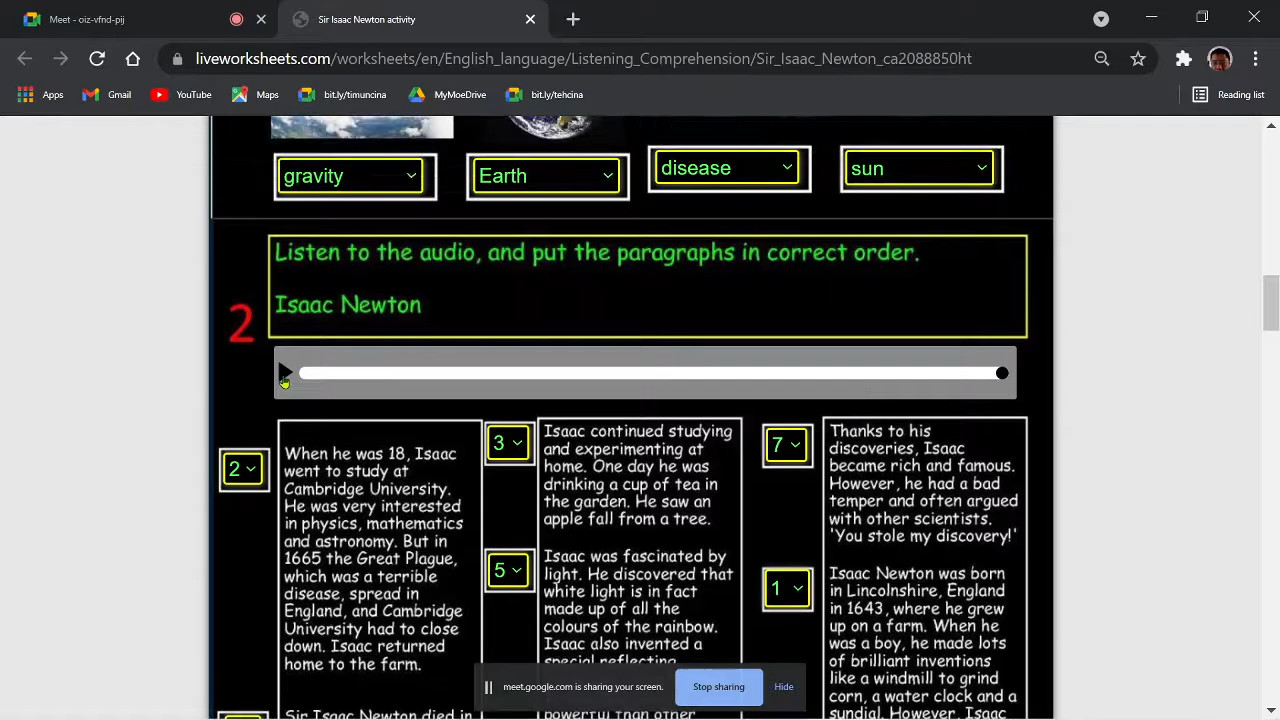 Meet - oiz-vfnd-pij
Sir Isaac Newton activity
liveworksheets.com/worksheets/en/English_language/Listening_Comprehension/Sir_Isaac_Newton_ca2088850ht
Apps
Gmail
YouTube
Maps
bit.ly/timuncina
MyMoeDrive
bit.ly/tehcina
Reading list
gravity
Earth
disease
sun
2
Listen to the audio, and put the paragraphs in correct order.
Isaac Newton
2
When he was 18, Isaac
went to study at
Cambridge University.
He was very interested
in physics, mathematics
and astronomy. But in
1665 the Great Plague,
which was a terrible
disease, spread in
England, and Cambridge
University had to close
down. Isaac returned
home to the farm.
Sir Isaac Newton died in
3
Isaac continued studying
and experimenting at
home. One day he was
drinking a cup of tea in
the garden. He saw an
apple fall from a tree.
5
Isaac was fascinated by
light. He discovered that
white light is in fact
made up of all the
colours of the rainbow.
Isaac also invented a
special reflecting
powerful than other
7
Thanks to his
discoveries, Isaac
became rich and famous.
However, he had a bad
temper and often argued
with other scientists.
'You stole my discovery!'
1
Isaac Newton was born
in Lincolnshire, England
in 1643, where he grew
up on a farm. When he
was a boy, he made lots
of brilliant inventions
like a windmill to grind
corn, a water clock and a
sundial. However, Isaac
meet.google.com is sharing your screen.
Stop sharing
Hide